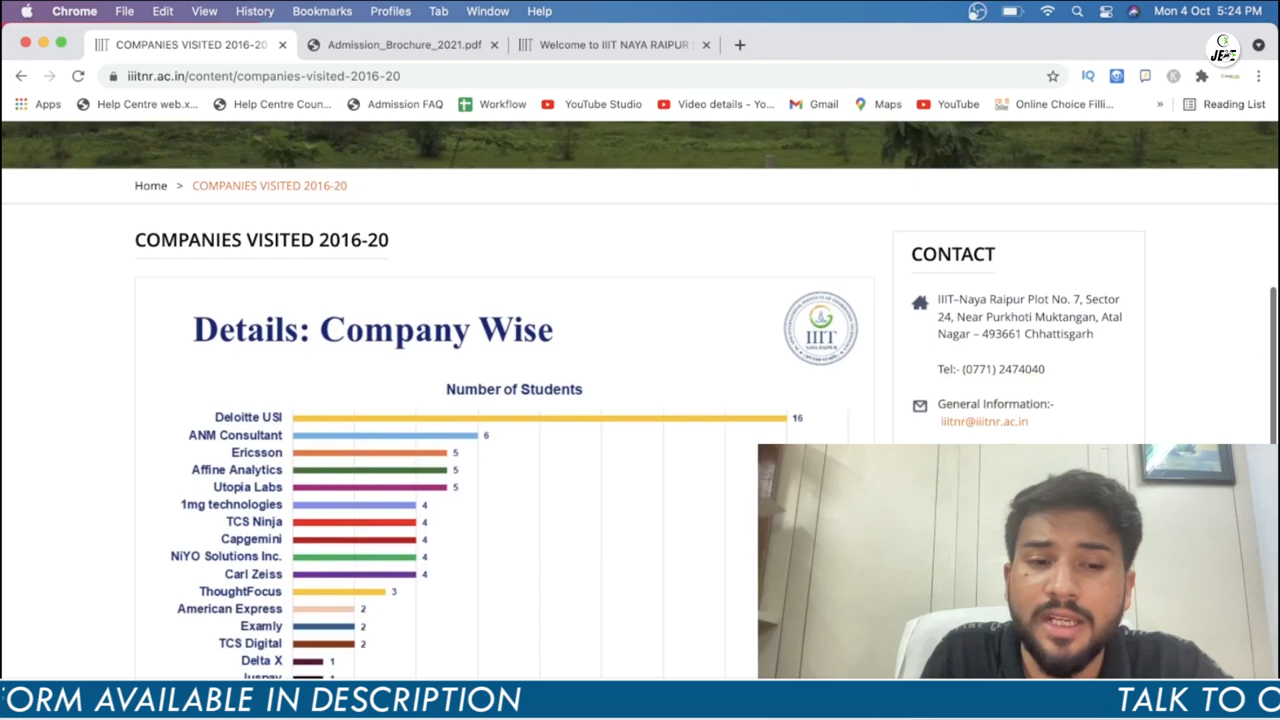 Chrome File Edit View History Bookmarks Profiles Tab Window Help Mon 4 Oct 5:24 PM
COMPANIES VISITED 2016-20 Admission_Brochure_2021.pdf Welcome to IIIT NAYA RAIPUR
iiitnr.ac.in/content/companies-visited-2016-20
Apps Help Centre web.x... Help Centre Coun... Admission FAQ Workflow YouTube Studio Video details - Yo... Gmail Maps YouTube Online Choice Filli... » Reading List
Home > COMPANIES VISITED 2016-20
COMPANIES VISITED 2016-20
Details: Company Wise
IIIT
Number of Students
Deloitte USI 16
ANM Consultant 6
Ericsson 5
Affine Analytics 5
Utopia Labs 5
1mg technologies 4
TCS Ninja 4
Capgemini 4
NiYO Solutions Inc. 4
Carl Zeiss 4
ThoughtFocus 3
American Express 2
Examly 2
TCS Digital 2
Delta X 1
CONTACT
IIIT–Naya Raipur Plot No. 7, Sector
24, Near Purkhoti Muktangan, Atal
Nagar – 493661 Chhattisgarh
Tel:- (0771) 2474040
General Information:-
iiitnr@iiitnr.ac.in
ORM AVAILABLE IN DESCRIPTION TALK TO